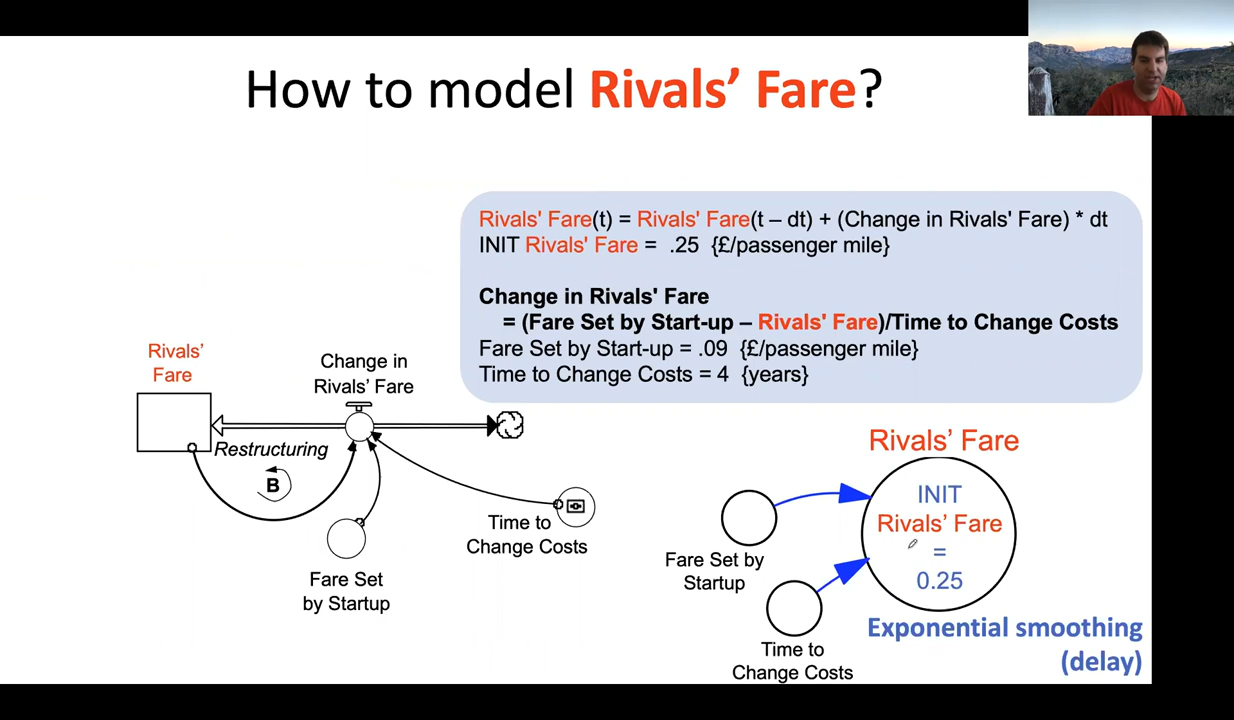 How to model Rivals’ Fare?
Rivals' Fare(t) = Rivals' Fare(t – dt) + (Change in Rivals' Fare) * dt
INIT Rivals' Fare = .25 {£/passenger mile}
Change in Rivals' Fare
= (Fare Set by Start-up – Rivals' Fare)/Time to Change Costs
Fare Set by Start-up = .09 {£/passenger mile}
Time to Change Costs = 4 {years}
Rivals’
Fare
Change in
Rivals’ Fare
Restructuring
B
Time to
Change Costs
Fare Set
by Startup
Rivals’ Fare
INIT
Rivals’ Fare
=
0.25
Fare Set by
Startup
Time to
Change Costs
Exponential smoothing
(delay)